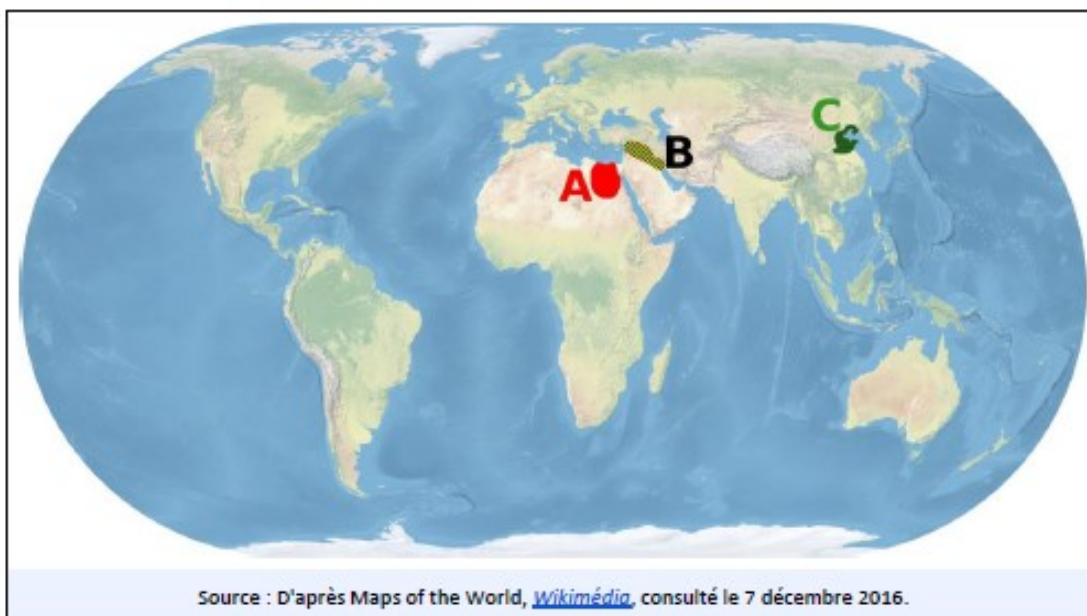 A
B
C
Source : D'après Maps of the World, Wikimédia, consulté le 7 décembre 2016.